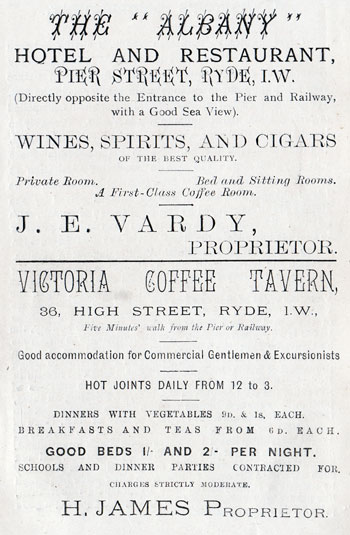 THE "ALBANY"
HOTEL AND RESTAURANT,
PIER STREET, RYDE, I.W.
(Directly opposite the Entrance to the Pier and Railway,
with a Good Sea View).
WINES, SPIRITS, AND CIGARS
OF THE BEST QUALITY.
Private Room. Bed and Sitting Rooms.
A First-Class Coffee Room.
J. E. VARDY,
PROPRIETOR.
VICTORIA COFFEE TAVERN,
36, HIGH STREET, RYDE, I.W.,
Five Minutes' walk from the Pier or Railway.
Good accommodation for Commercial Gentlemen & Excursionists
HOT JOINTS DAILY FROM 12 to 3.
DINNERS WITH VEGETABLES 9D. & 1s. EACH.
BREAKFASTS AND TEAS FROM 6D. EACH.
GOOD BEDS 1/- AND 2/- PER NIGHT.
SCHOOLS AND DINNER PARTIES CONTRACTED FOR.
CHARGES STRICTLY MODERATE.
H. JAMES PROPRIETOR.